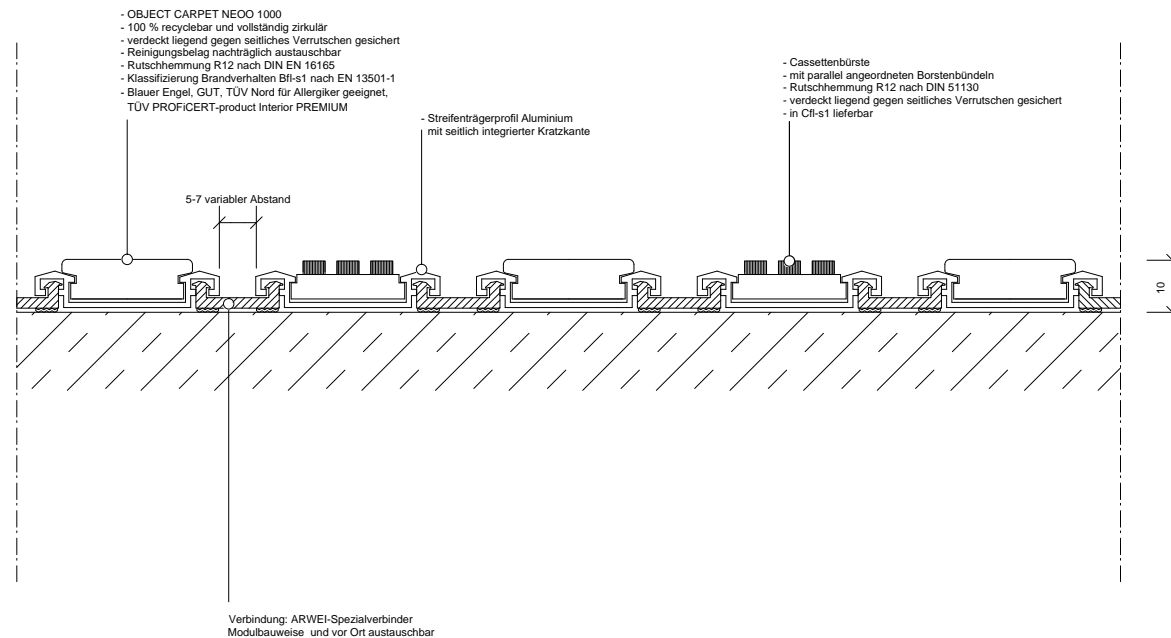 - OBJECT CARPET NEOO 1000
- 100 % recyclebar und vollständig zirkulär
- verdeckt liegend gegen seitliches Verrutschen gesichert
- Reinigungsbelag nachträglich austauschbar
- Rutschhemmung R12 nach DIN EN 16165
- Klassifizierung Brandverhalten Bfl-s1 nach EN 13501-1
- Blauer Engel, GUT, TÜV Nord für Allergiker geeignet,
TÜV PROFiCERT-product Interior PREMIUM
- Streifenträgerprofil Aluminium
mit seitlich integrierter Kratzkante
- Cassettenbürste
- mit parallel angeordneten Borstenbündeln
- Rutschhemmung R12 nach DIN 51130
- verdeckt liegend gegen seitliches Verrutschen gesichert
- in Cfl-s1 lieferbar
5-7 variabler Abstand
10
Verbindung: ARWEI-Spezialverbinder
Modulbauweise und vor Ort austauschbar